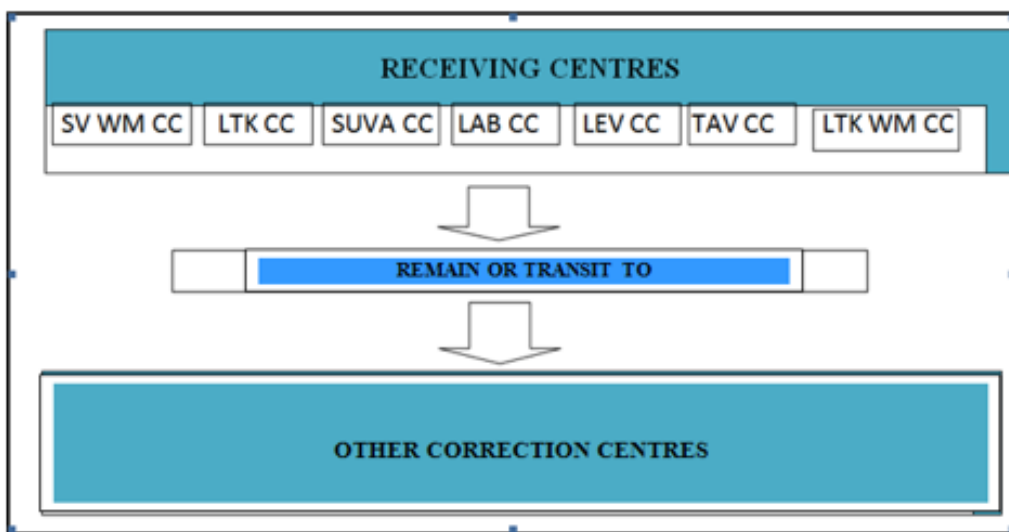 RECEIVING CENTRES
SV WM CC LTK CC SUVA CC LAB CC LEV CC TAV CC LTK WM CC
REMAIN OR TRANSIT TO
OTHER CORRECTION CENTRES